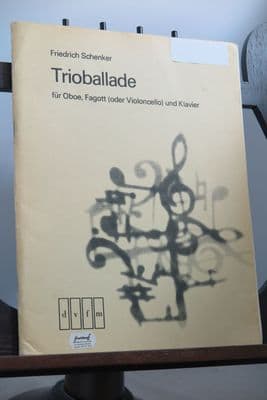 Friedrich Schenker
Trioballade
für Oboe, Fagott (oder Violoncello) und Klavier
d v f m